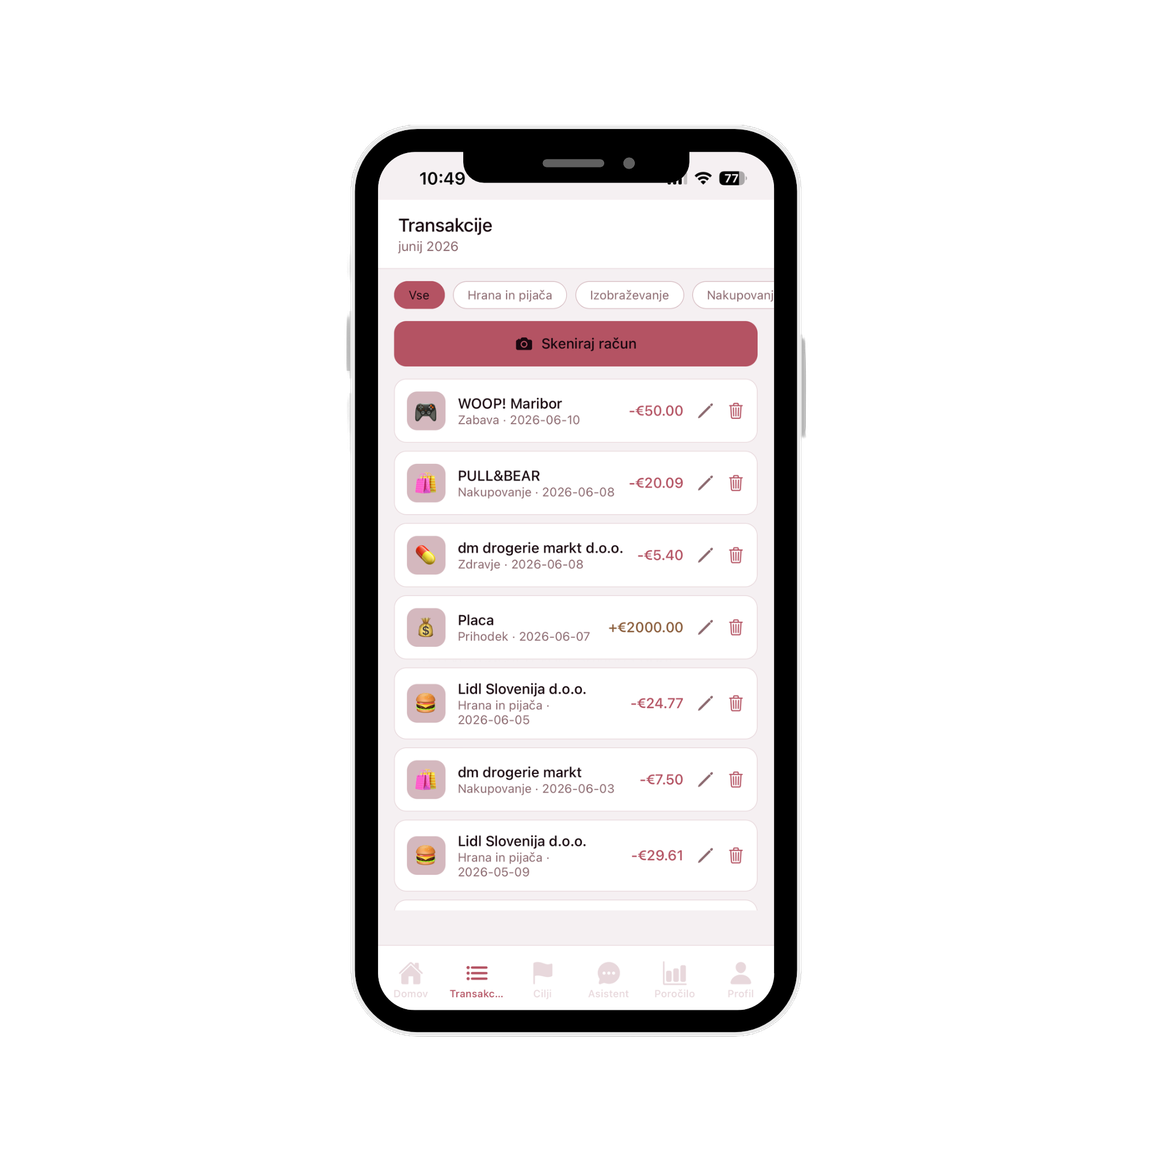 10:49
77
Transakcije
junij 2026
Vse
Hrana in pijača
Izobraževanje
Nakupovanj
Skeniraj račun
WOOP! Maribor
Zabava · 2026-06-10
-€50.00
PULL&BEAR
Nakupovanje · 2026-06-08
-€20.09
dm drogerie markt d.o.o.
Zdravje · 2026-06-08
-€5.40
Placa
Prihodek · 2026-06-07
+€2000.00
Lidl Slovenija d.o.o.
Hrana in pijača ·
2026-06-05
-€24.77
dm drogerie markt
Nakupovanje · 2026-06-03
-€7.50
Lidl Slovenija d.o.o.
Hrana in pijača ·
2026-05-09
-€29.61
Domov
Transakc...
Cilji
Asistent
Poročilo
Profil